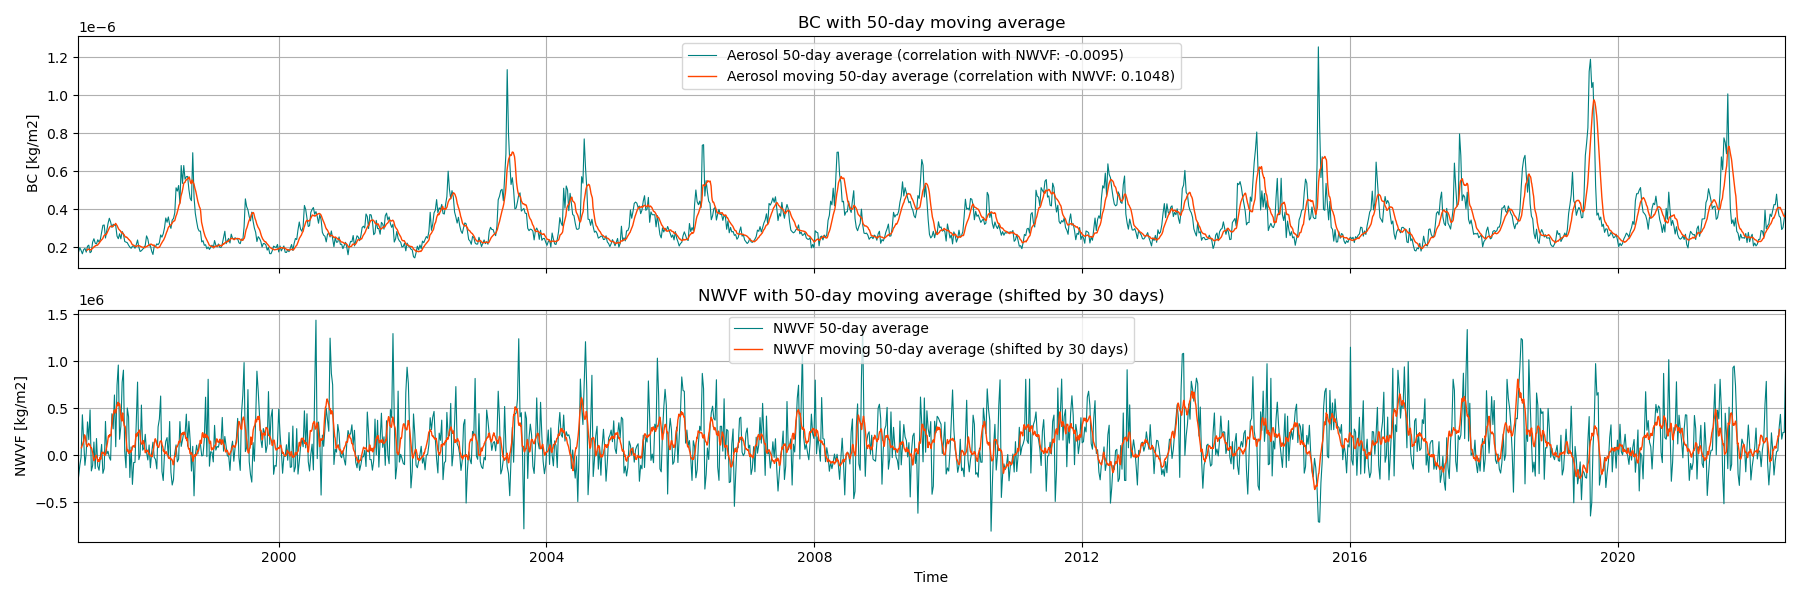 BC with 50-day moving average
1e−6
BC [kg/m2]
1.2
1.0
0.8
0.6
0.4
0.2
Aerosol 50-day average (correlation with NWVF: -0.0095)
Aerosol moving 50-day average (correlation with NWVF: 0.1048)
NWVF with 50-day moving average (shifted by 30 days)
1e6
NWVF [kg/m2]
1.5
1.0
0.5
0.0
−0.5
NWVF 50-day average
NWVF moving 50-day average (shifted by 30 days)
2000
2004
2008
2012
2016
2020
Time